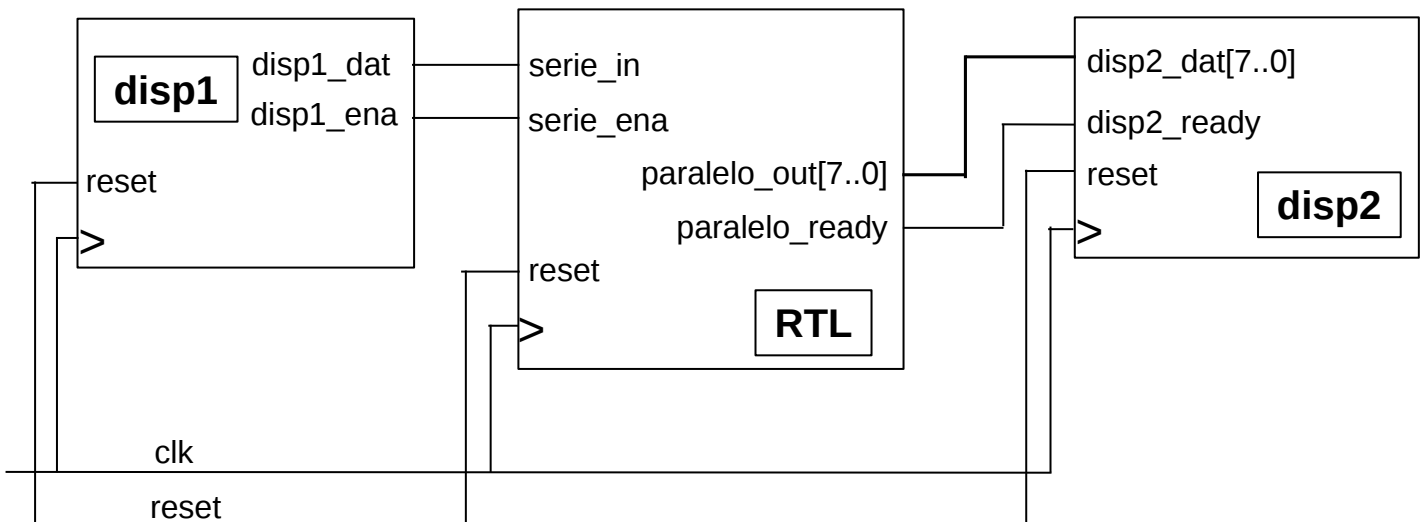 disp1
disp1_dat
disp1_ena
reset
>
serie_in
serie_ena
paralelo_out[7..0]
paralelo_ready
reset
>
RTL
disp2_dat[7..0]
disp2_ready
reset
disp2
>
clk
reset